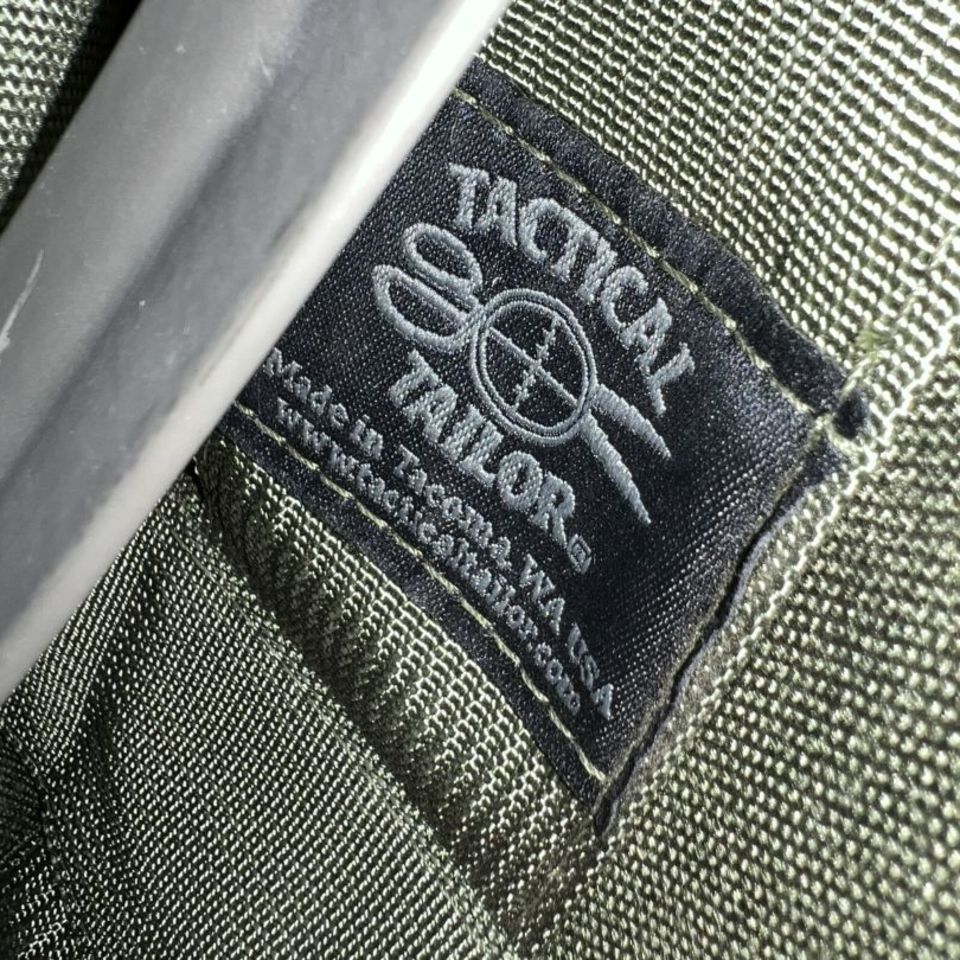 TACTICAL
TAILOR®
Made in Tacoma, WA USA
www.tacticaltailor.com